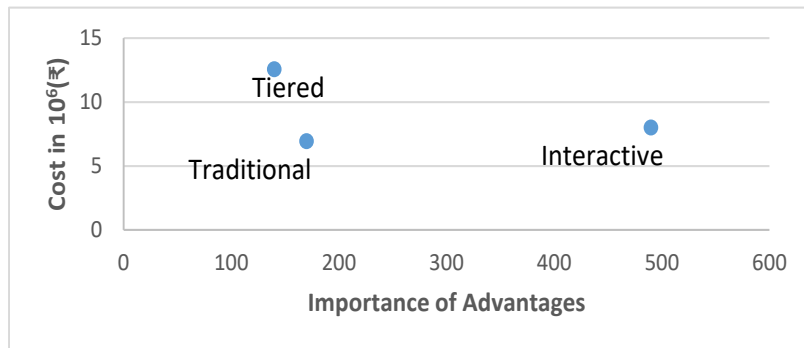 Cost in 10⁶(₹)
15
10
5
0
Tiered
Traditional
Interactive
0 100 200 300 400 500 600
Importance of Advantages